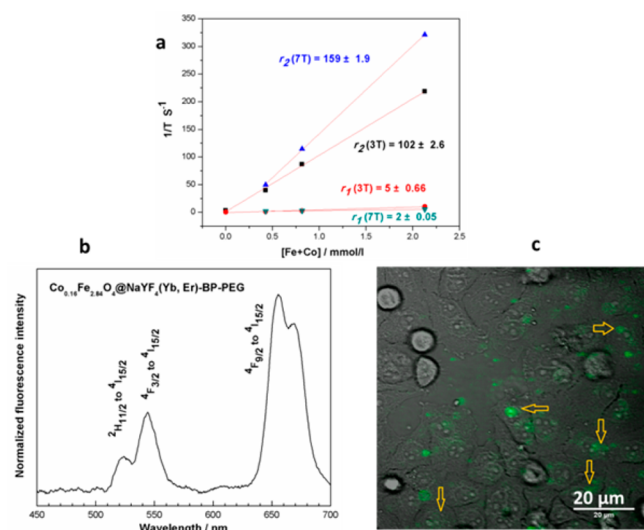 a
350
300
250
200
150
100
50
0
1/T S-1
r2(7T) = 159 ± 1.9
r2(3T) = 102 ± 2.6
r1(3T) = 5 ± 0.66
r1(7T) = 2 ± 0.05
0.0 0.5 1.0 1.5 2.0 2.5
[Fe+Co] / mmol/l
b
Co0.16Fe2.84O4@NaYF4(Yb, Er)-BP-PEG
Normalized fluorescence intensity
2H11/2 to 4I15/2
4F3/2 to 4I15/2
4F9/2 to 4I15/2
450 500 550 600 650 700
Wavelength / nm
c
20 µm
20 µm